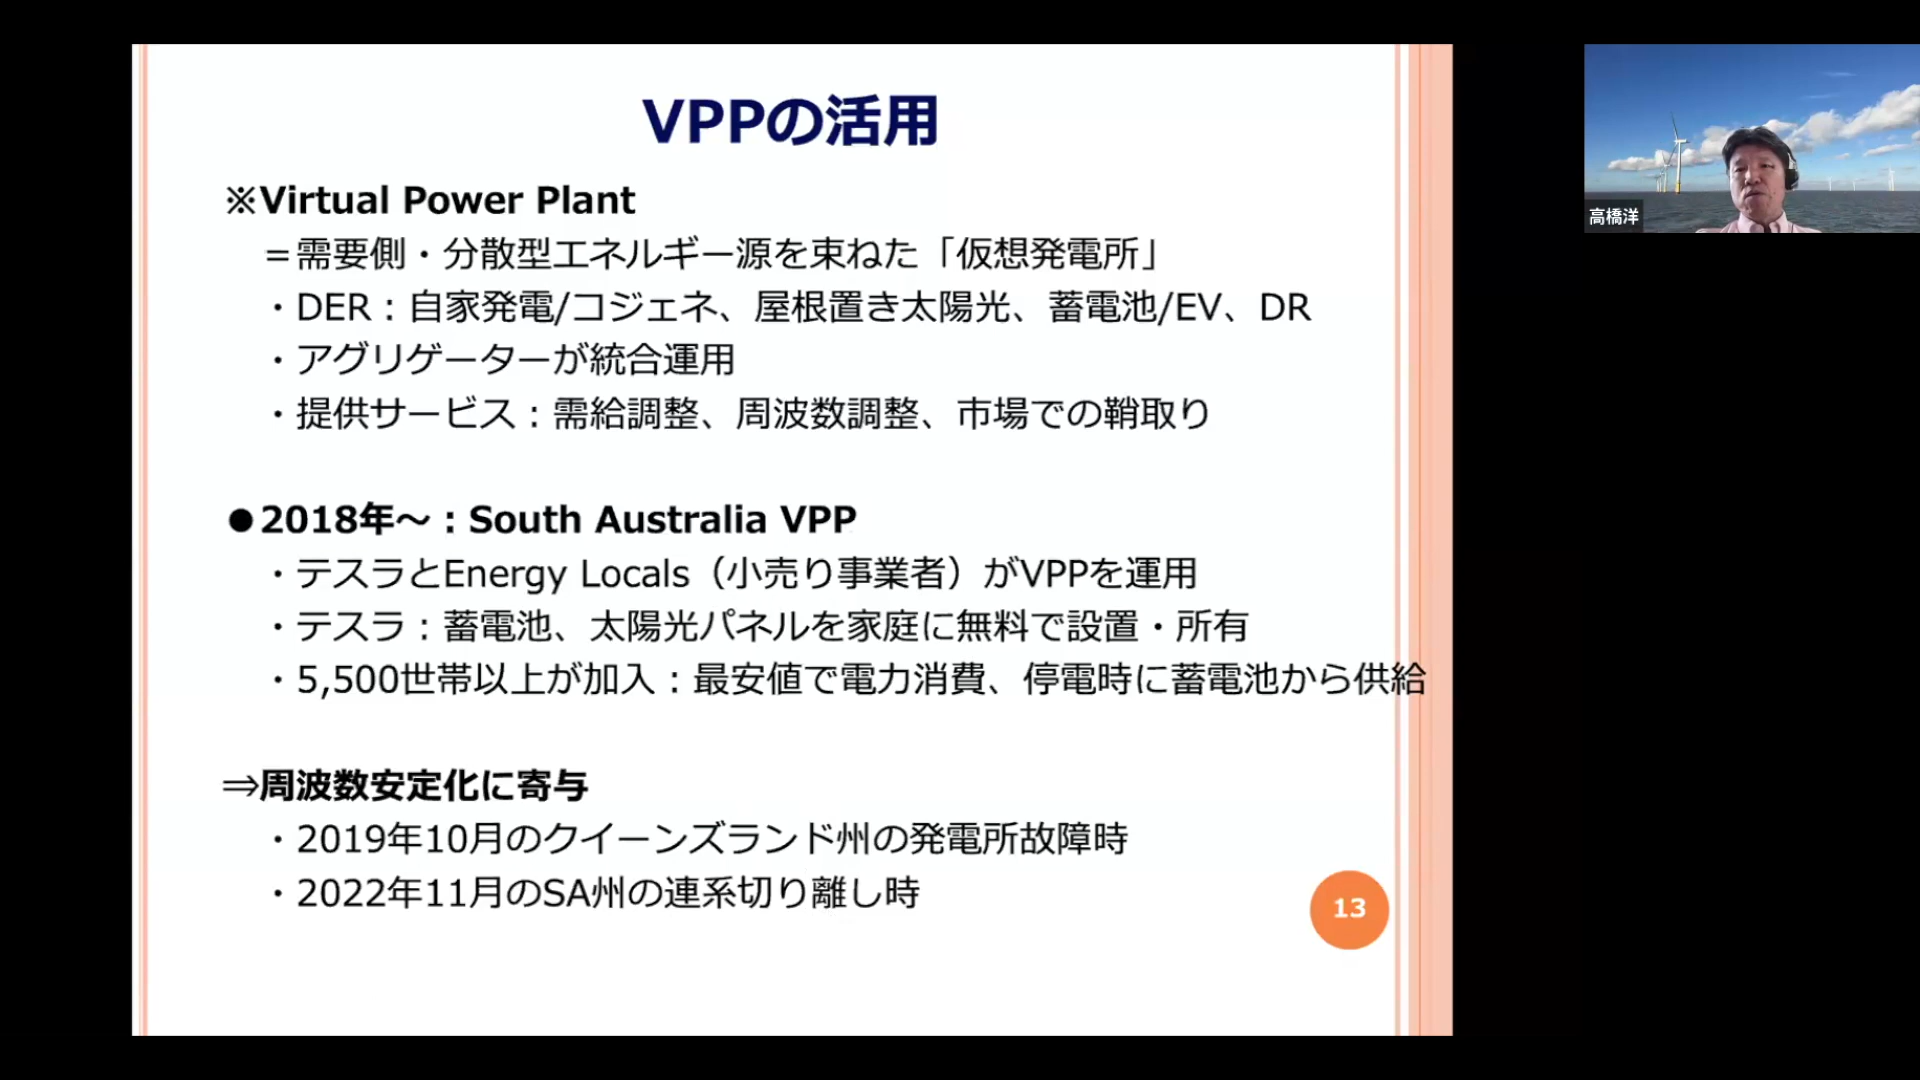 VPPの活用
※Virtual Power Plant
＝需要側・分散型エネルギー源を束ねた「仮想発電所」
・DER：自家発電/コジェネ、屋根置き太陽光、蓄電池/EV、DR
・アグリゲーターが統合運用
・提供サービス：需給調整、周波数調整、市場での鞘取り
●2018年～：South Australia VPP
・テスラとEnergy Locals（小売り事業者）がVPPを運用
・テスラ：蓄電池、太陽光パネルを家庭に無料で設置・所有
・5,500世帯以上が加入：最安値で電力消費、停電時に蓄電池から供給
⇒周波数安定化に寄与
・2019年10月のクイーンズランド州の発電所故障時
・2022年11月のSA州の連系切り離し時
13
高橋洋